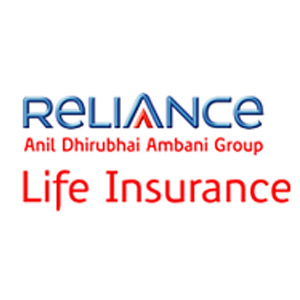 RELIANCE
Anil Dhirubhai Ambani Group
Life Insurance